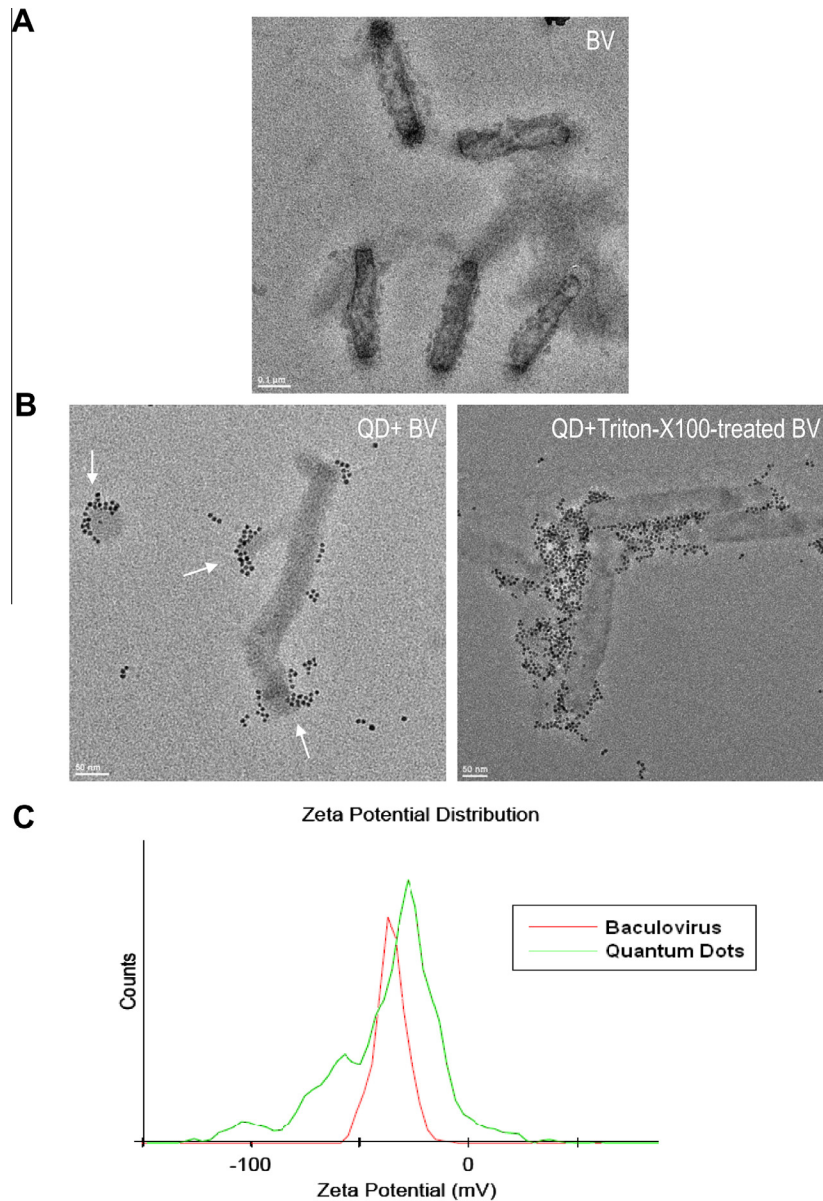 A
BV
0.1 µm
B
QD+ BV
QD+Triton-X100-treated BV
50 nm
50 nm
C
Zeta Potential Distribution
Counts
Baculovirus
Quantum Dots
-100
0
Zeta Potential (mV)